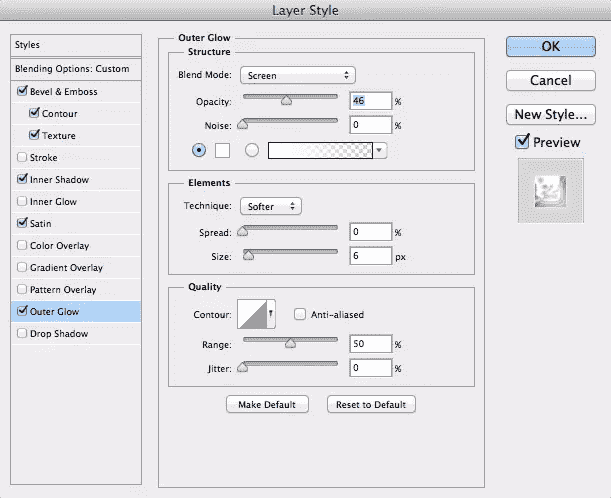 Layer Style
Styles
Blending Options: Custom
Bevel & Emboss
Contour
Texture
Stroke
Inner Shadow
Inner Glow
Satin
Color Overlay
Gradient Overlay
Pattern Overlay
Outer Glow
Drop Shadow
Outer Glow
Structure
Blend Mode: Screen
Opacity: 46 %
Noise: 0 %
Elements
Technique: Softer
Spread: 0 %
Size: 6 px
Quality
Contour: Anti-aliased
Range: 50 %
Jitter: 0 %
Make Default Reset to Default
OK
Cancel
New Style...
Preview